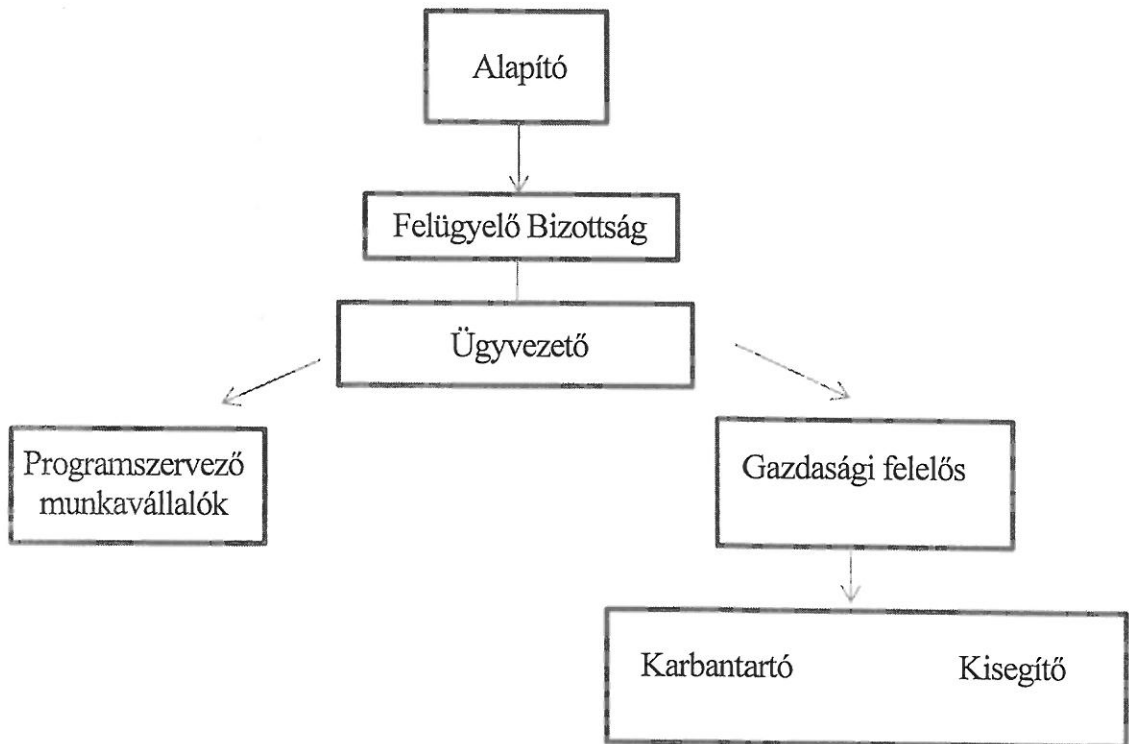 Alapító
Felügyelő Bizottság
Ügyvezető
Programszervező
munkavállalók
Gazdasági felelős
Karbantartó Kisegítő